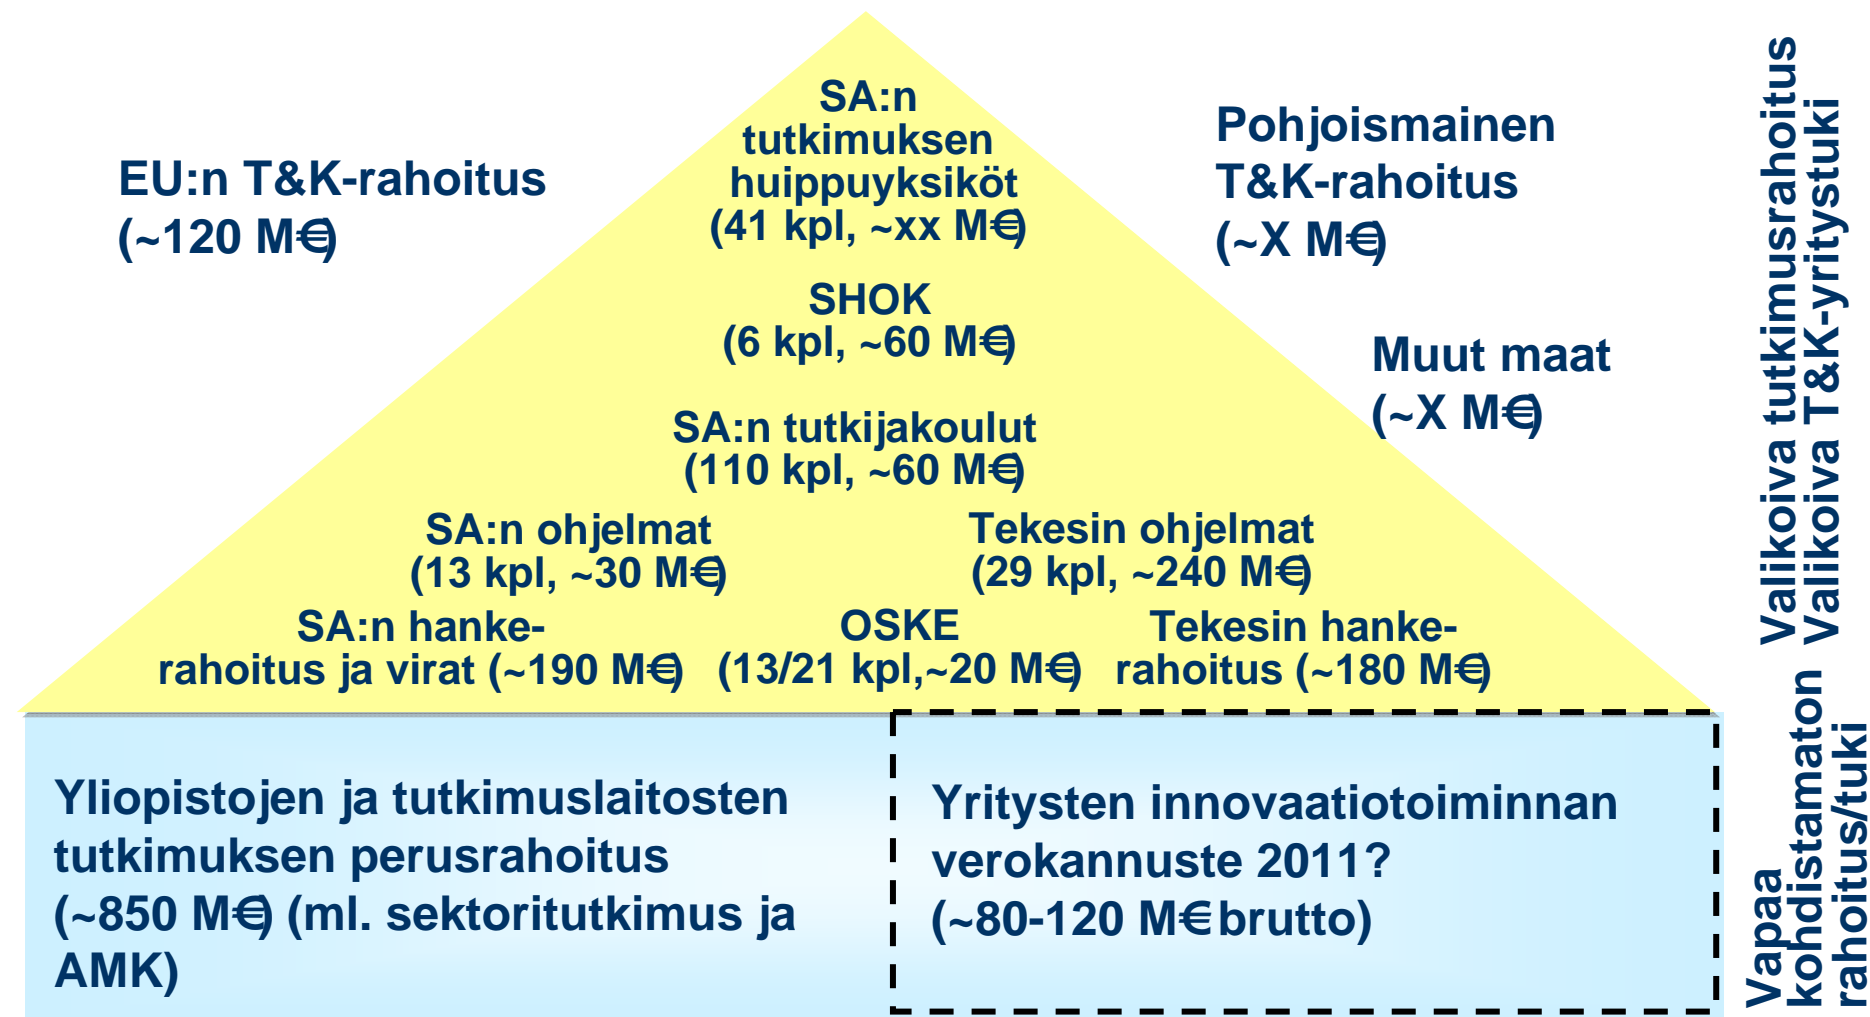 SA:n
tutkimuksen
huippuyksiköt
(41 kpl, ~xx M€)
EU:n T&K-rahoitus
(~120 M€)
Pohjoismainen
T&K-rahoitus
(~X M€)
SHOK
(6 kpl, ~60 M€)
Muut maat
(~X M€)
SA:n tutkijakoulut
(110 kpl, ~60 M€)
SA:n ohjelmat
(13 kpl, ~30 M€)
Tekesin ohjelmat
(29 kpl, ~240 M€)
SA:n hanke-
rahoitus ja virat (~190 M€)
OSKE
(13/21 kpl,~20 M€)
Tekesin hanke-
rahoitus (~180 M€)
Valikoiva tutkimusrahoitus
Valikoiva T&K-yritystuki
Yliopistojen ja tutkimuslaitosten
tutkimuksen perusrahoitus
(~850 M€) (ml. sektoritutkimus ja
AMK)
Yritysten innovaatiotoiminnan
verokannuste 2011?
(~80-120 M€ brutto)
Vapaa
kohdistamaton
rahoitus/tuki